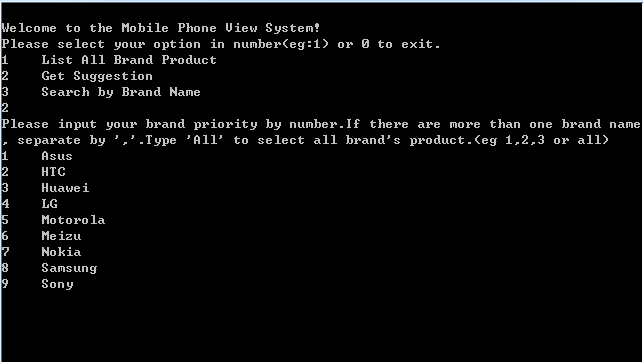 Welcome to the Mobile Phone View System!
Please select your option in number(eg:1) or 0 to exit.
1 List All Brand Product
2 Get Suggestion
3 Search by Brand Name
2
Please input your brand priority by number.If there are more than one brand name
, separate by ','.Type 'All' to select all brand's product.(eg 1,2,3 or all)
1 Asus
2 HTC
3 Huawei
4 LG
5 Motorola
6 Meizu
7 Nokia
8 Samsung
9 Sony